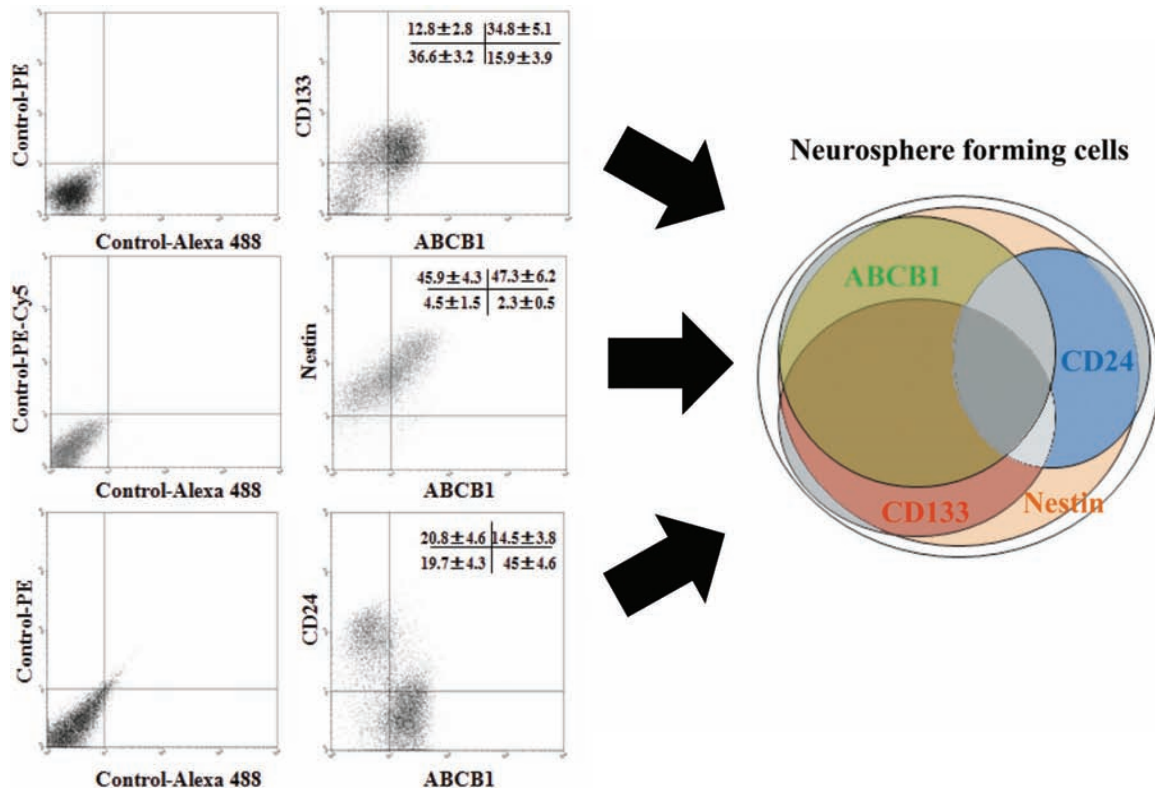 Control-PE
Control-Alexa 488
CD133
12.8±2.8 34.8±5.1
36.6±3.2 15.9±3.9
ABCB1
Control-PE-Cy5
Control-Alexa 488
Nestin
45.9±4.3 47.3±6.2
4.5±1.5 2.3±0.5
ABCB1
Control-PE
Control-Alexa 488
CD24
20.8±4.6 14.5±3.8
19.7±4.3 45±4.6
ABCB1
Neurosphere forming cells
ABCB1
CD24
CD133
Nestin